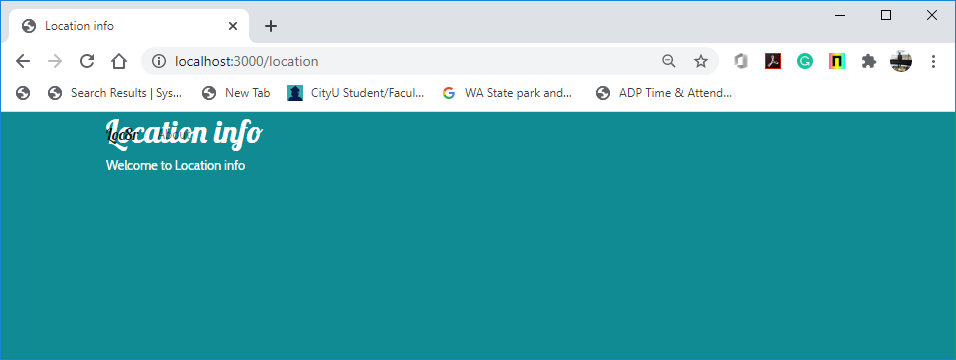 Location info
localhost:3000/location
Search Results | Sys...
New Tab
CityU Student/Facul...
WA State park and...
ADP Time & Attend...
Location info
About
Welcome to Location info